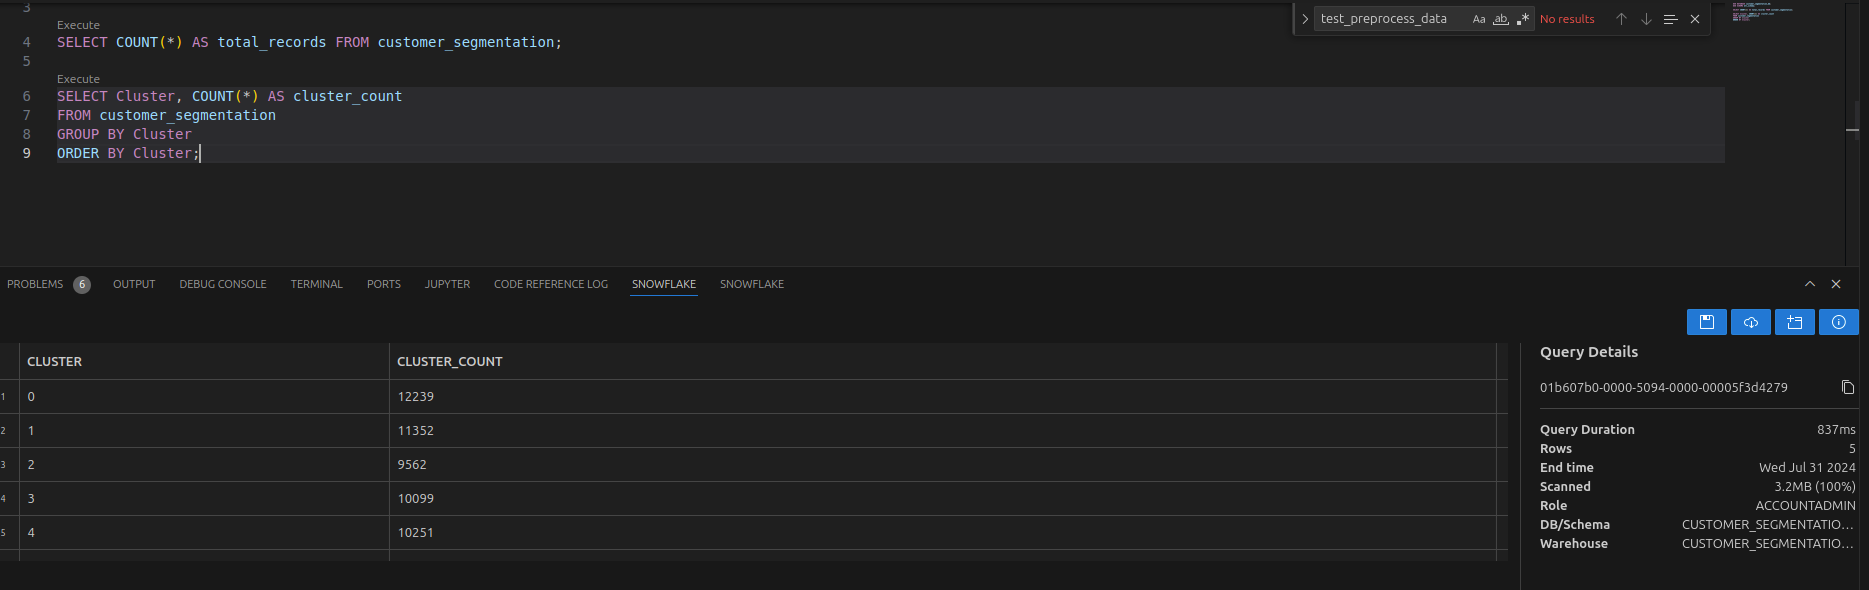 3
test_preprocess_data Aa ab .* No results
Execute
4 SELECT COUNT(*) AS total_records FROM customer_segmentation;
5
Execute
6 SELECT Cluster, COUNT(*) AS cluster_count
7 FROM customer_segmentation
8 GROUP BY Cluster
9 ORDER BY Cluster;
PROBLEMS 6 OUTPUT DEBUG CONSOLE TERMINAL PORTS JUPYTER CODE REFERENCE LOG SNOWFLAKE SNOWFLAKE
CLUSTER CLUSTER_COUNT
1 0 12239
2 1 11352
3 2 9562
4 3 10099
5 4 10251
Query Details
01b607b0-0000-5094-0000-00005f3d4279
Query Duration 837ms
Rows 5
End time Wed Jul 31 2024
Scanned 3.2MB (100%)
Role ACCOUNTADMIN
DB/Schema CUSTOMER_SEGMENTATIO...
Warehouse CUSTOMER_SEGMENTATIO...